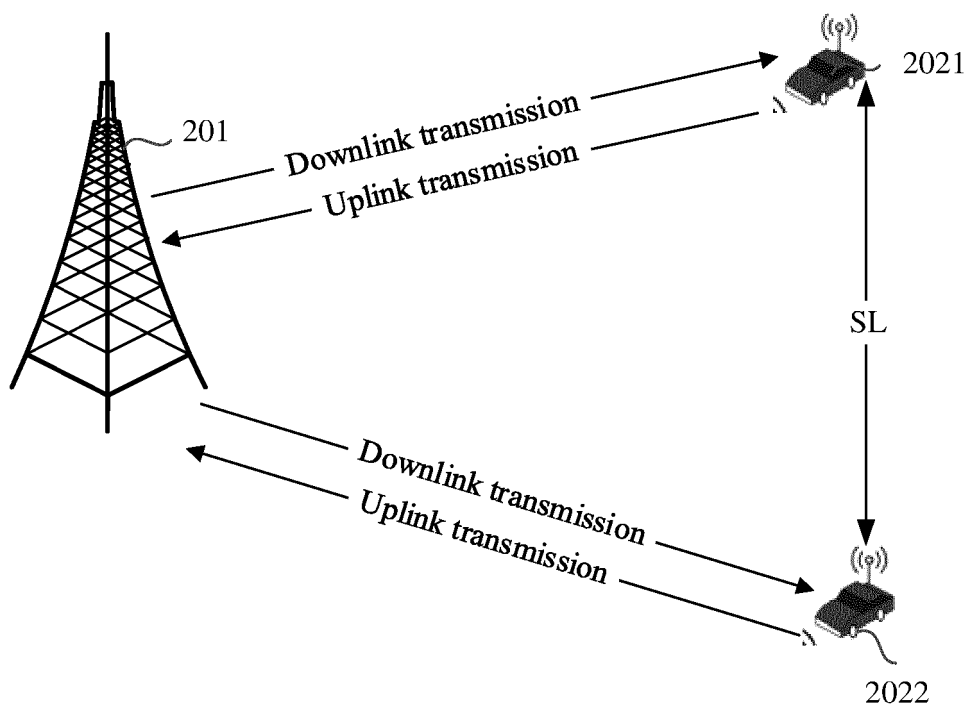 2021
201
Downlink transmission
Uplink transmission
SL
Downlink transmission
Uplink transmission
2022